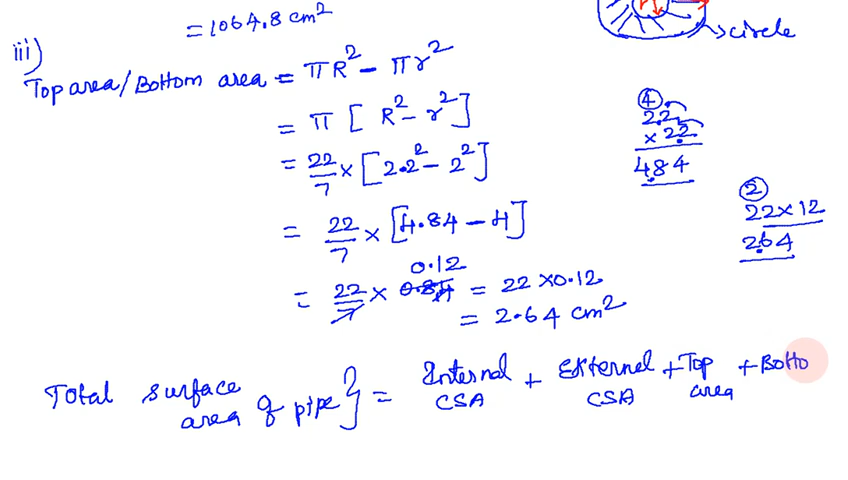 = 1064.8 cm²
→ circle
iii)
Top area/Bottom area = πR² - πr²
= π [ R² - r² ]
= 22/7 × [2.2² - 2²]
= 22/7 × [4.84 - 4]
0.12
= 22/7 × 0.84 = 22 × 0.12
= 2.64 cm²
④
2.2
× 22
484
②
22×12
264
Total surface area of pipe } = Internal CSA + External CSA + Top area + Botto